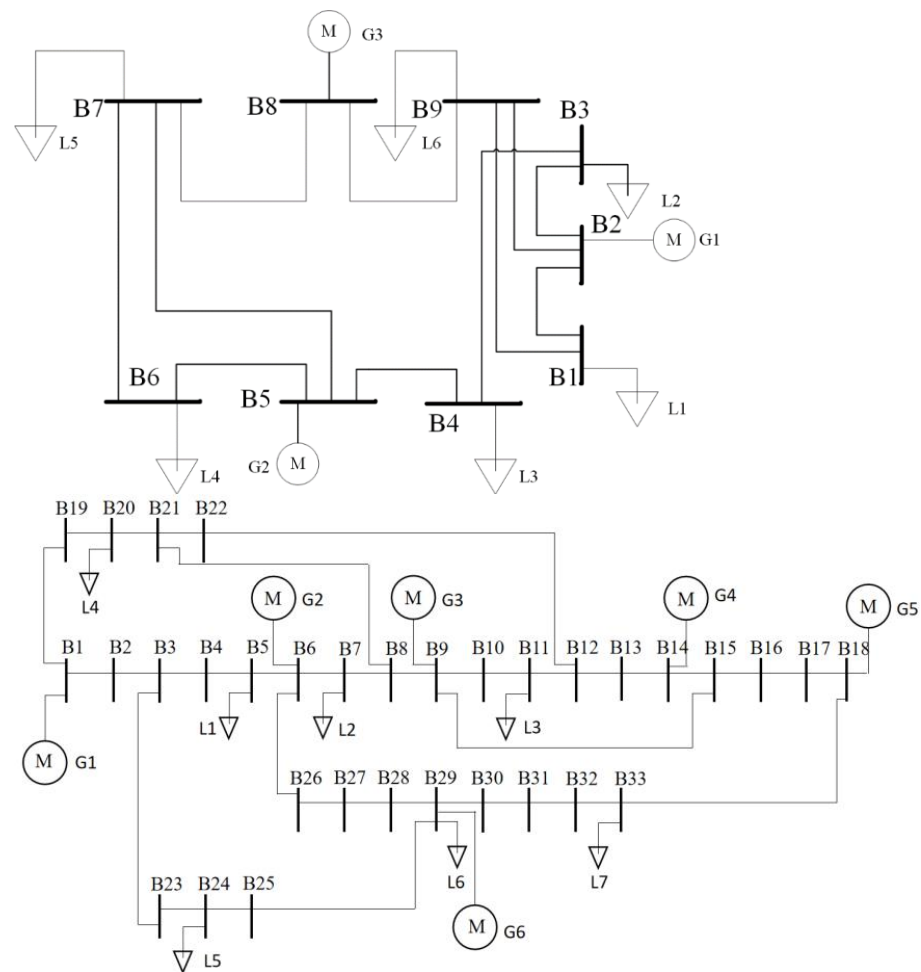 M G3
B7 B8 B9 B3
L5 L6
L2
B2
M G1
B6 B5 B4 B1
L1
G2 M
L4 L3
B19 B20 B21 B22
M G2 M G3 M G4 M G5
L4
B1 B2 B3 B4 B5 B6 B7 B8 B9 B10 B11 B12 B13 B14 B15 B16 B17 B18
L1 L2 L3
M G1
B26 B27 B28 B29 B30 B31 B32 B33
L6 L7
B23 B24 B25
M G6
L5